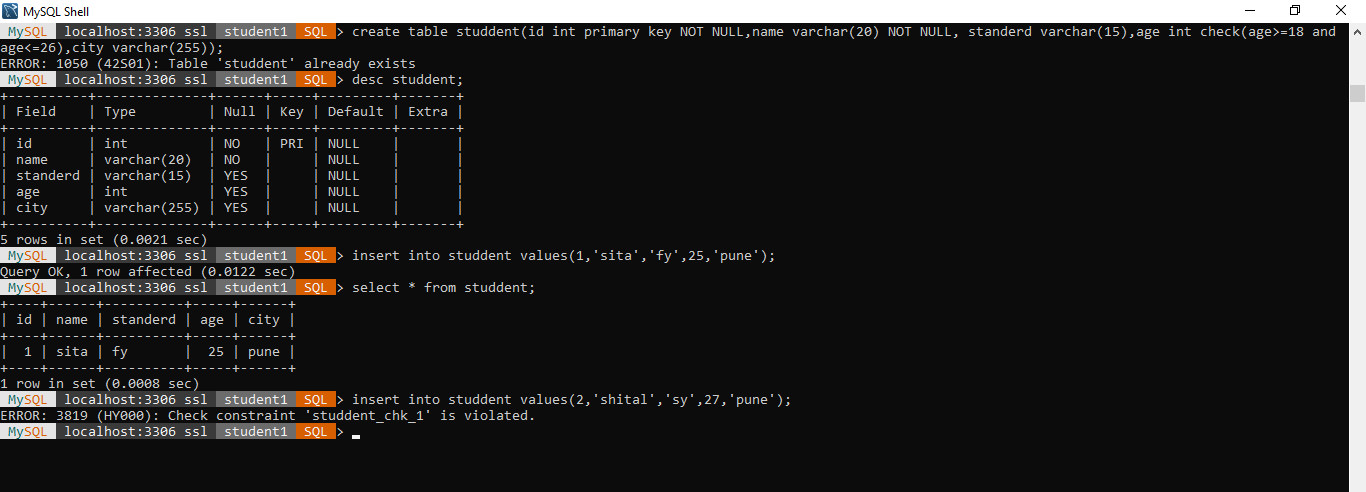 MySQL Shell
MySQL localhost:3306 ssl student1 SQL > create table studdent(id int primary key NOT NULL,name varchar(20) NOT NULL, standerd varchar(15),age int check(age>=18 and
age<=26),city varchar(255));
ERROR: 1050 (42S01): Table 'studdent' already exists
MySQL localhost:3306 ssl student1 SQL > desc studdent;
+----------+--------------+------+-----+---------+-------+
| Field    | Type         | Null | Key | Default | Extra |
+----------+--------------+------+-----+---------+-------+
| id       | int          | NO   | PRI | NULL    |       |
| name     | varchar(20)  | NO   |     | NULL    |       |
| standerd | varchar(15)  | YES  |     | NULL    |       |
| age      | int          | YES  |     | NULL    |       |
| city     | varchar(255) | YES  |     | NULL    |       |
+----------+--------------+------+-----+---------+-------+
5 rows in set (0.0021 sec)
MySQL localhost:3306 ssl student1 SQL > insert into studdent values(1,'sita','fy',25,'pune');
Query OK, 1 row affected (0.0122 sec)
MySQL localhost:3306 ssl student1 SQL > select * from studdent;
+----+------+----------+-----+------+
| id | name | standerd | age | city |
+----+------+----------+-----+------+
|  1 | sita | fy       |  25 | pune |
+----+------+----------+-----+------+
1 row in set (0.0008 sec)
MySQL localhost:3306 ssl student1 SQL > insert into studdent values(2,'shital','sy',27,'pune');
ERROR: 3819 (HY000): Check constraint 'studdent_chk_1' is violated.
MySQL localhost:3306 ssl student1 SQL >